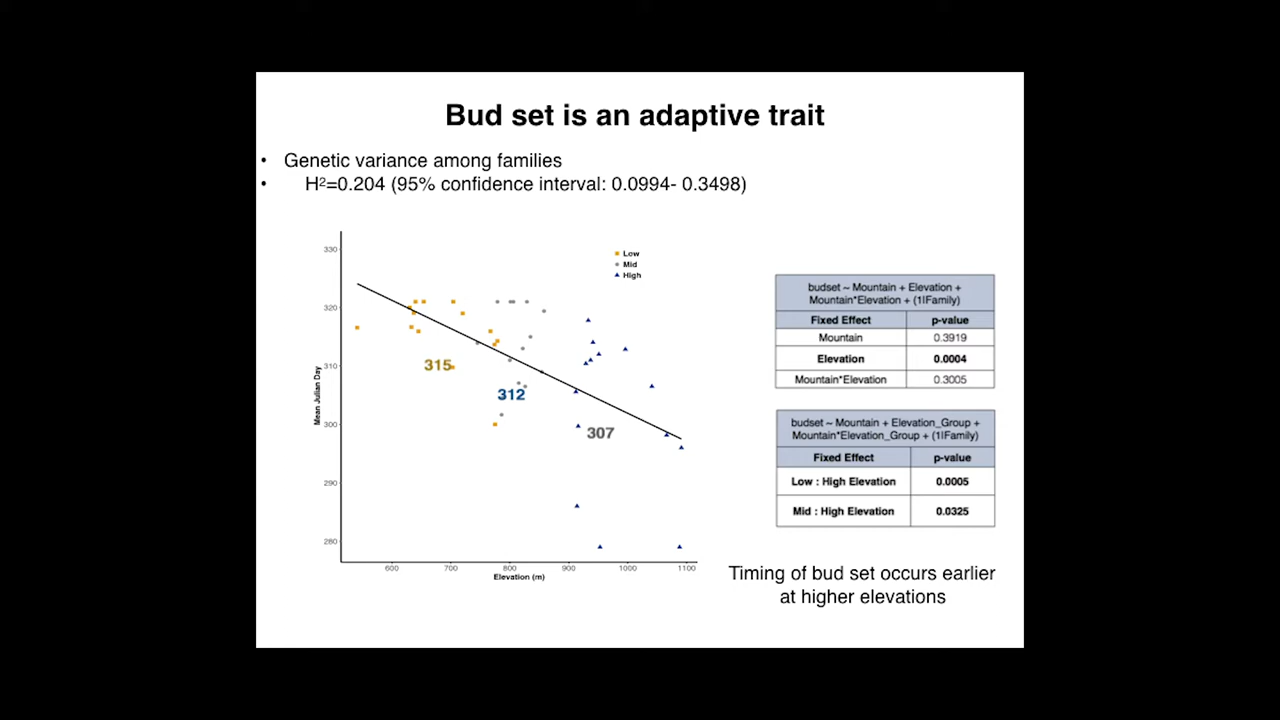 Bud set is an adaptive trait
• Genetic variance among families
• H²=0.204 (95% confidence interval: 0.0994- 0.3498)
330
320
310
300
290
280
Mean Julian Day
Low
Mid
High
315
312
307
600 700 800 900 1000 1100
Elevation (m)
budset ~ Mountain + Elevation +
Mountain*Elevation + (1|Family)
Fixed Effect p-value
Mountain 0.3919
Elevation 0.0004
Mountain*Elevation 0.3005
budset ~ Mountain + Elevation_Group +
Mountain*Elevation_Group + (1|Family)
Fixed Effect p-value
Low : High Elevation 0.0005
Mid : High Elevation 0.0325
Timing of bud set occurs earlier
at higher elevations